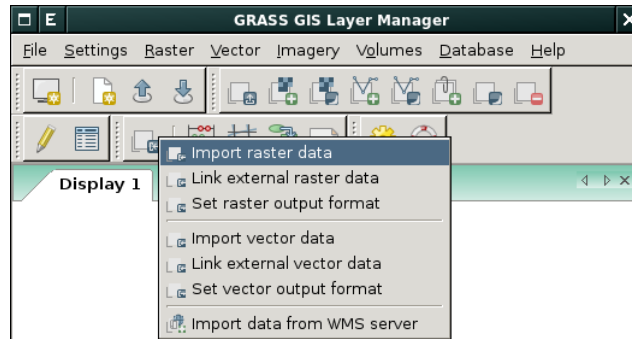 E GRASS GIS Layer Manager
File Settings Raster Vector Imagery Volumes Database Help
Import raster data
Display 1
Link external raster data
Set raster output format
Import vector data
Link external vector data
Set vector output format
Import data from WMS server